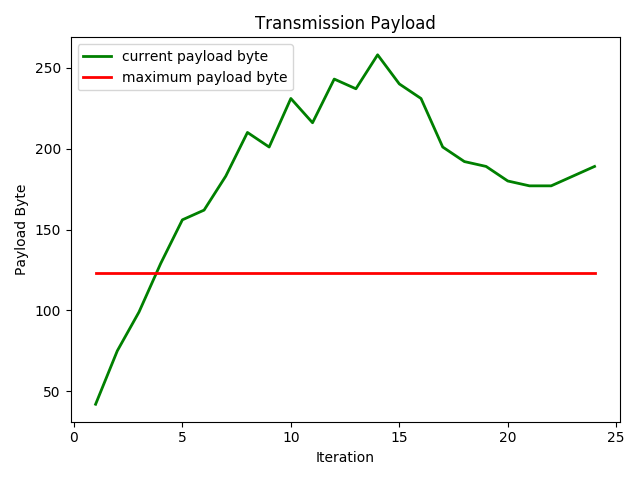 Transmission Payload
current payload byte
maximum payload byte
250
200
150
100
50
Payload Byte
0 5 10 15 20 25
Iteration